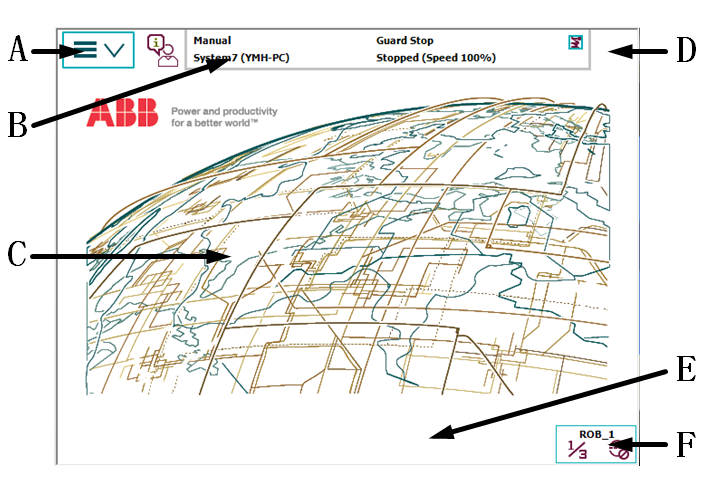 A
Manual
Guard Stop
D
System7 (YMH-PC)
Stopped (Speed 100%)
B
ABB
Power and productivity
for a better world™
C
E
ROB_1
1/3
F